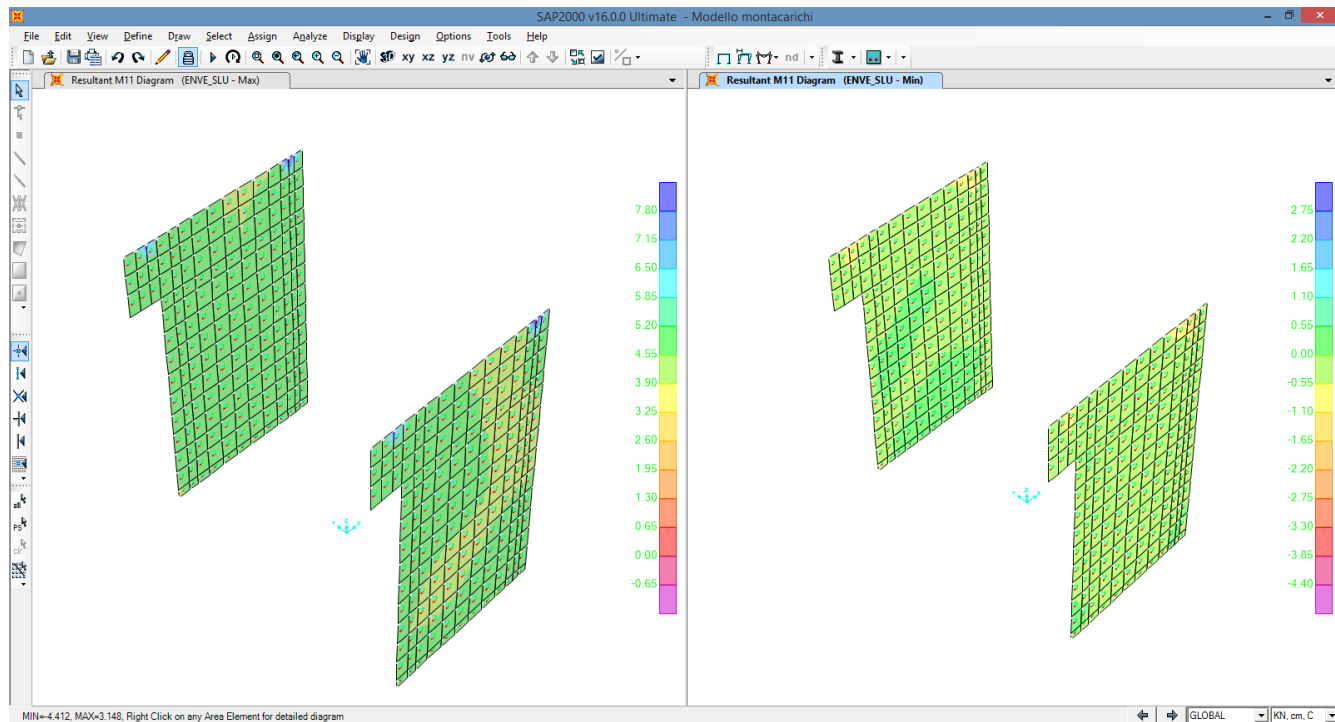 SAP2000 v16.0.0 Ultimate - Modello montacarichi
File Edit View Define Draw Select Assign Analyze Display Design Options Tools Help
3D xy xz yz nv nd
Resultant M11 Diagram (ENVE_SLU - Max)
Resultant M11 Diagram (ENVE_SLU - Min)
7.80
7.15
6.50
5.85
5.20
4.55
3.90
3.25
2.60
1.95
1.30
0.65
0.00
-0.65
2.75
2.20
1.65
1.10
0.55
0.00
-0.55
-1.10
-1.65
-2.20
-2.75
-3.30
-3.85
-4.40
all
PS
clr
MIN=-4.412, MAX=3.148, Right Click on any Area Element for detailed diagram
GLOBAL
KN, cm, C